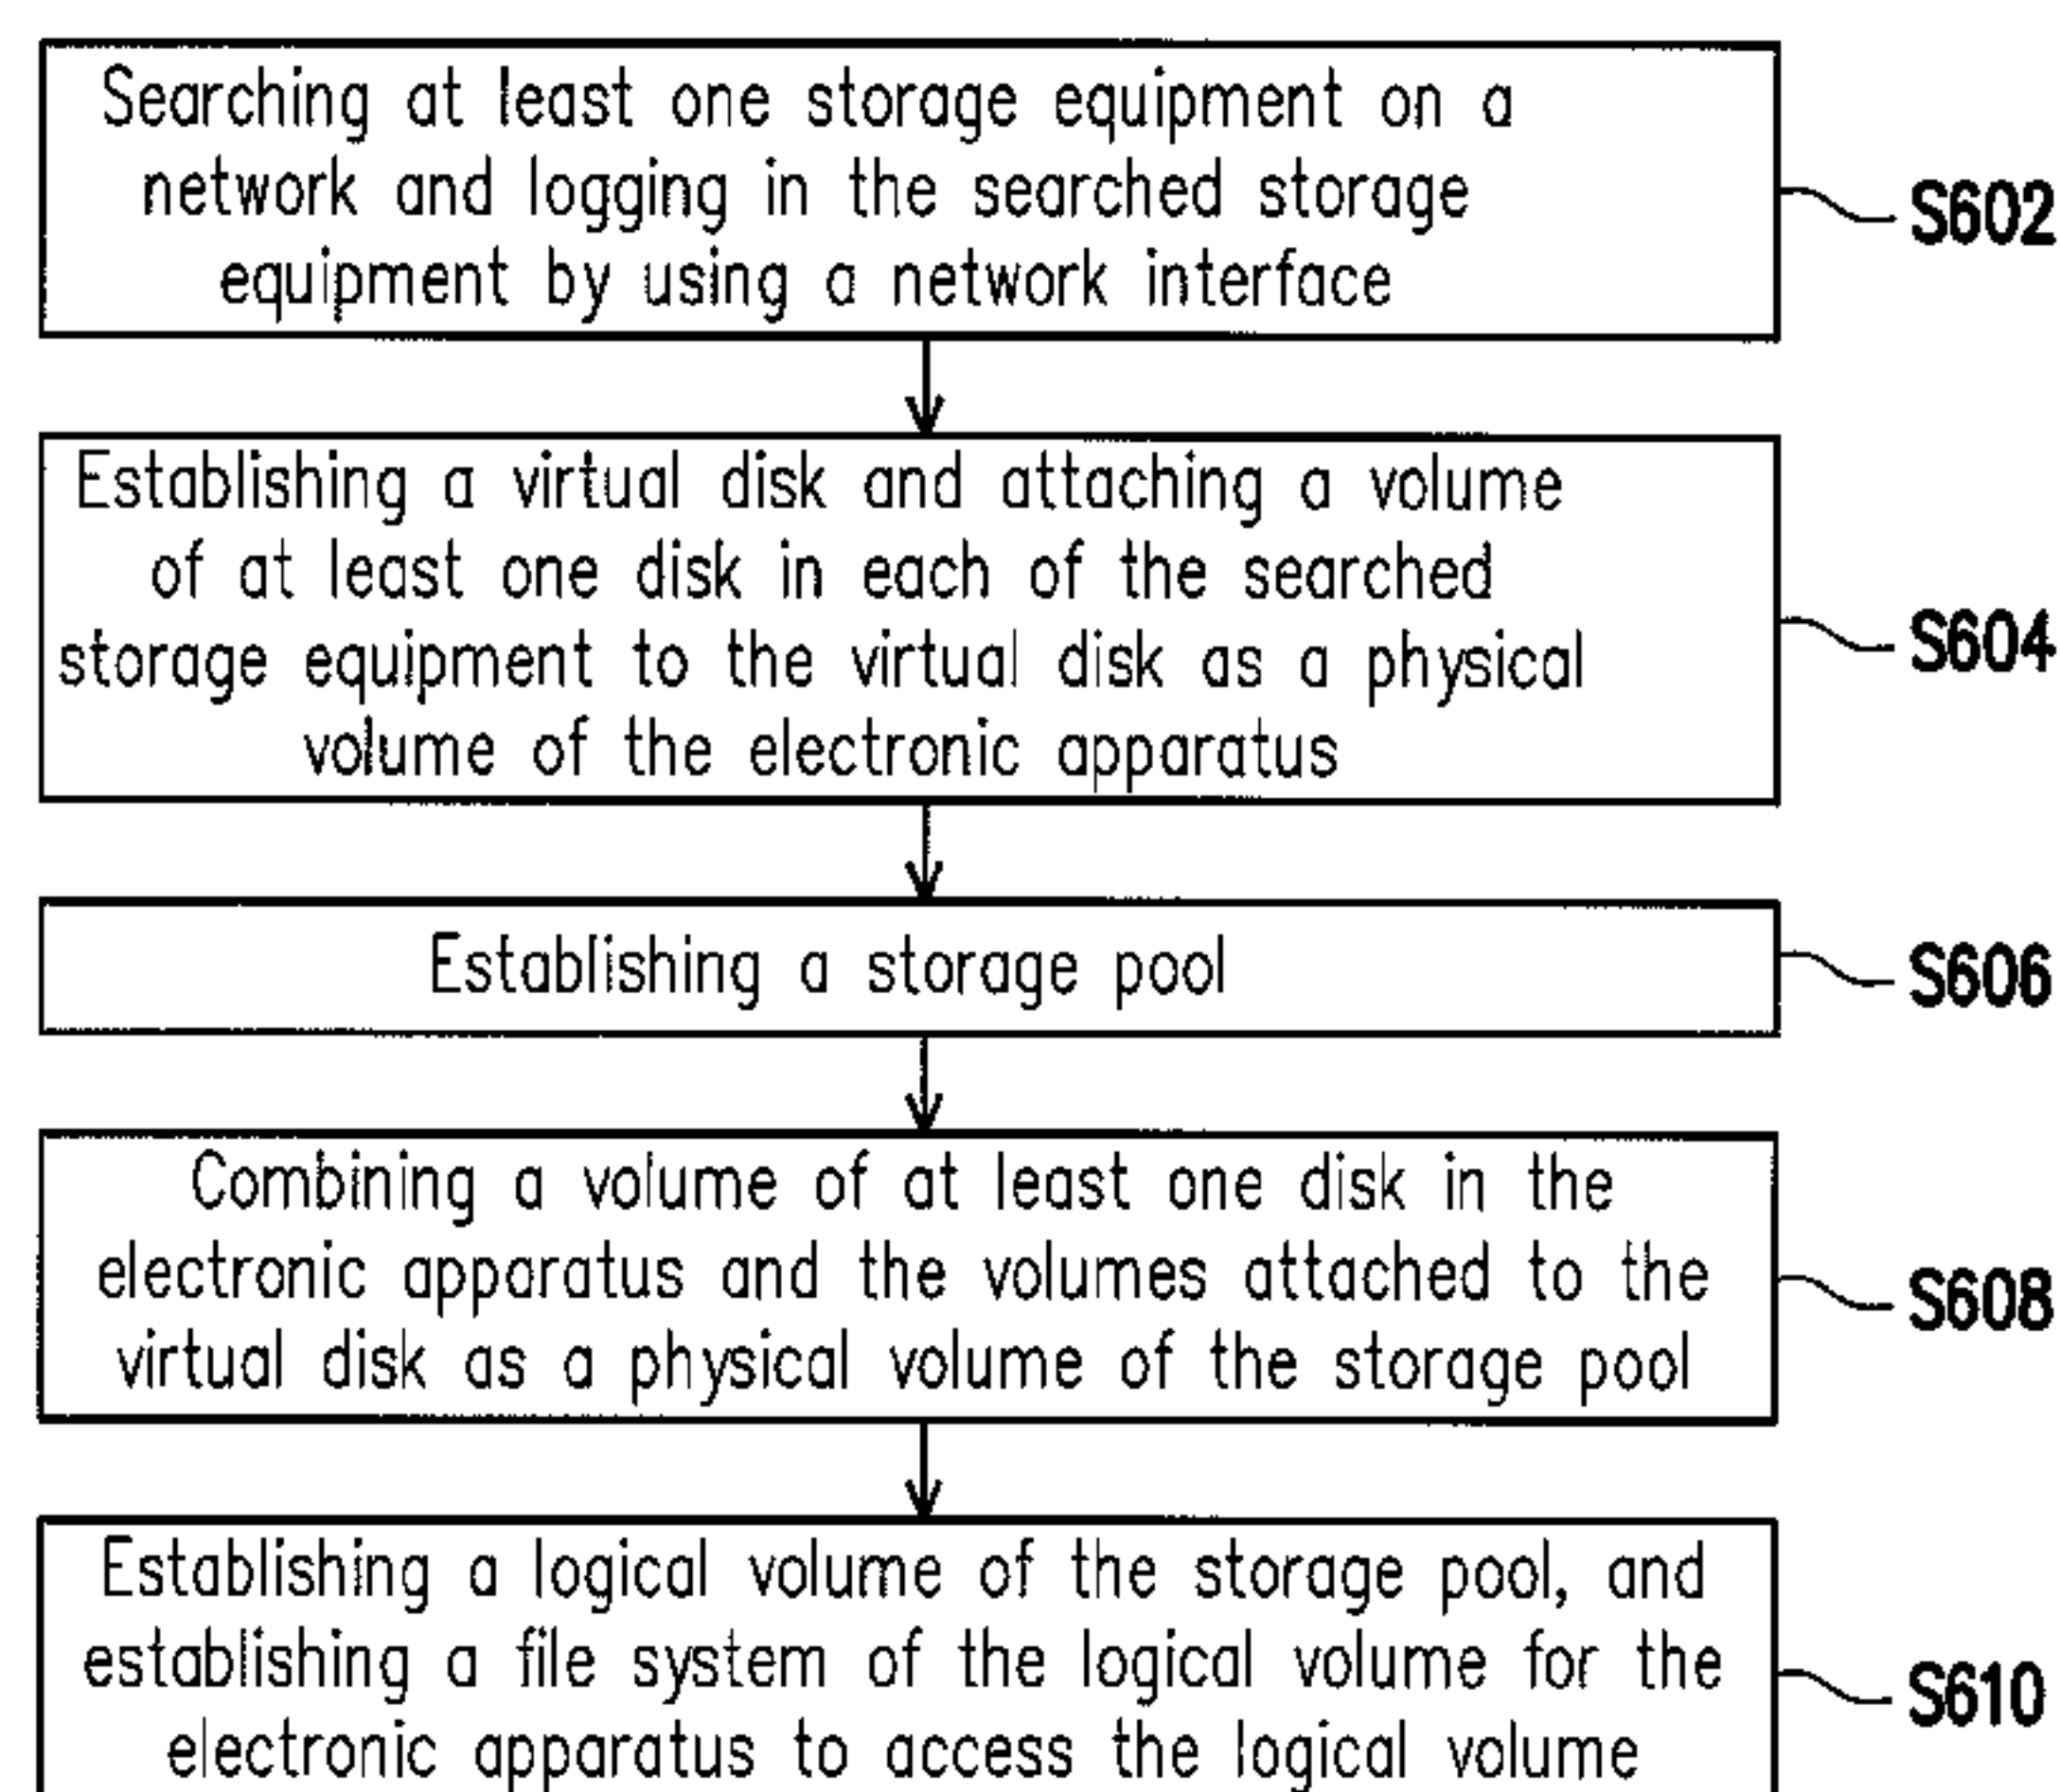 Searching at least one storage equipment on a
network and logging in the searched storage
equipment by using a network interface
S602
Establishing a virtual disk and attaching a volume
of at least one disk in each of the searched
storage equipment to the virtual disk as a physical
volume of the electronic apparatus
S604
Establishing a storage pool
S606
Combining a volume of at least one disk in the
electronic apparatus and the volumes attached to the
virtual disk as a physical volume of the storage pool
S608
Establishing a logical volume of the storage pool, and
establishing a file system of the logical volume for the
electronic apparatus to access the logical volume
S610